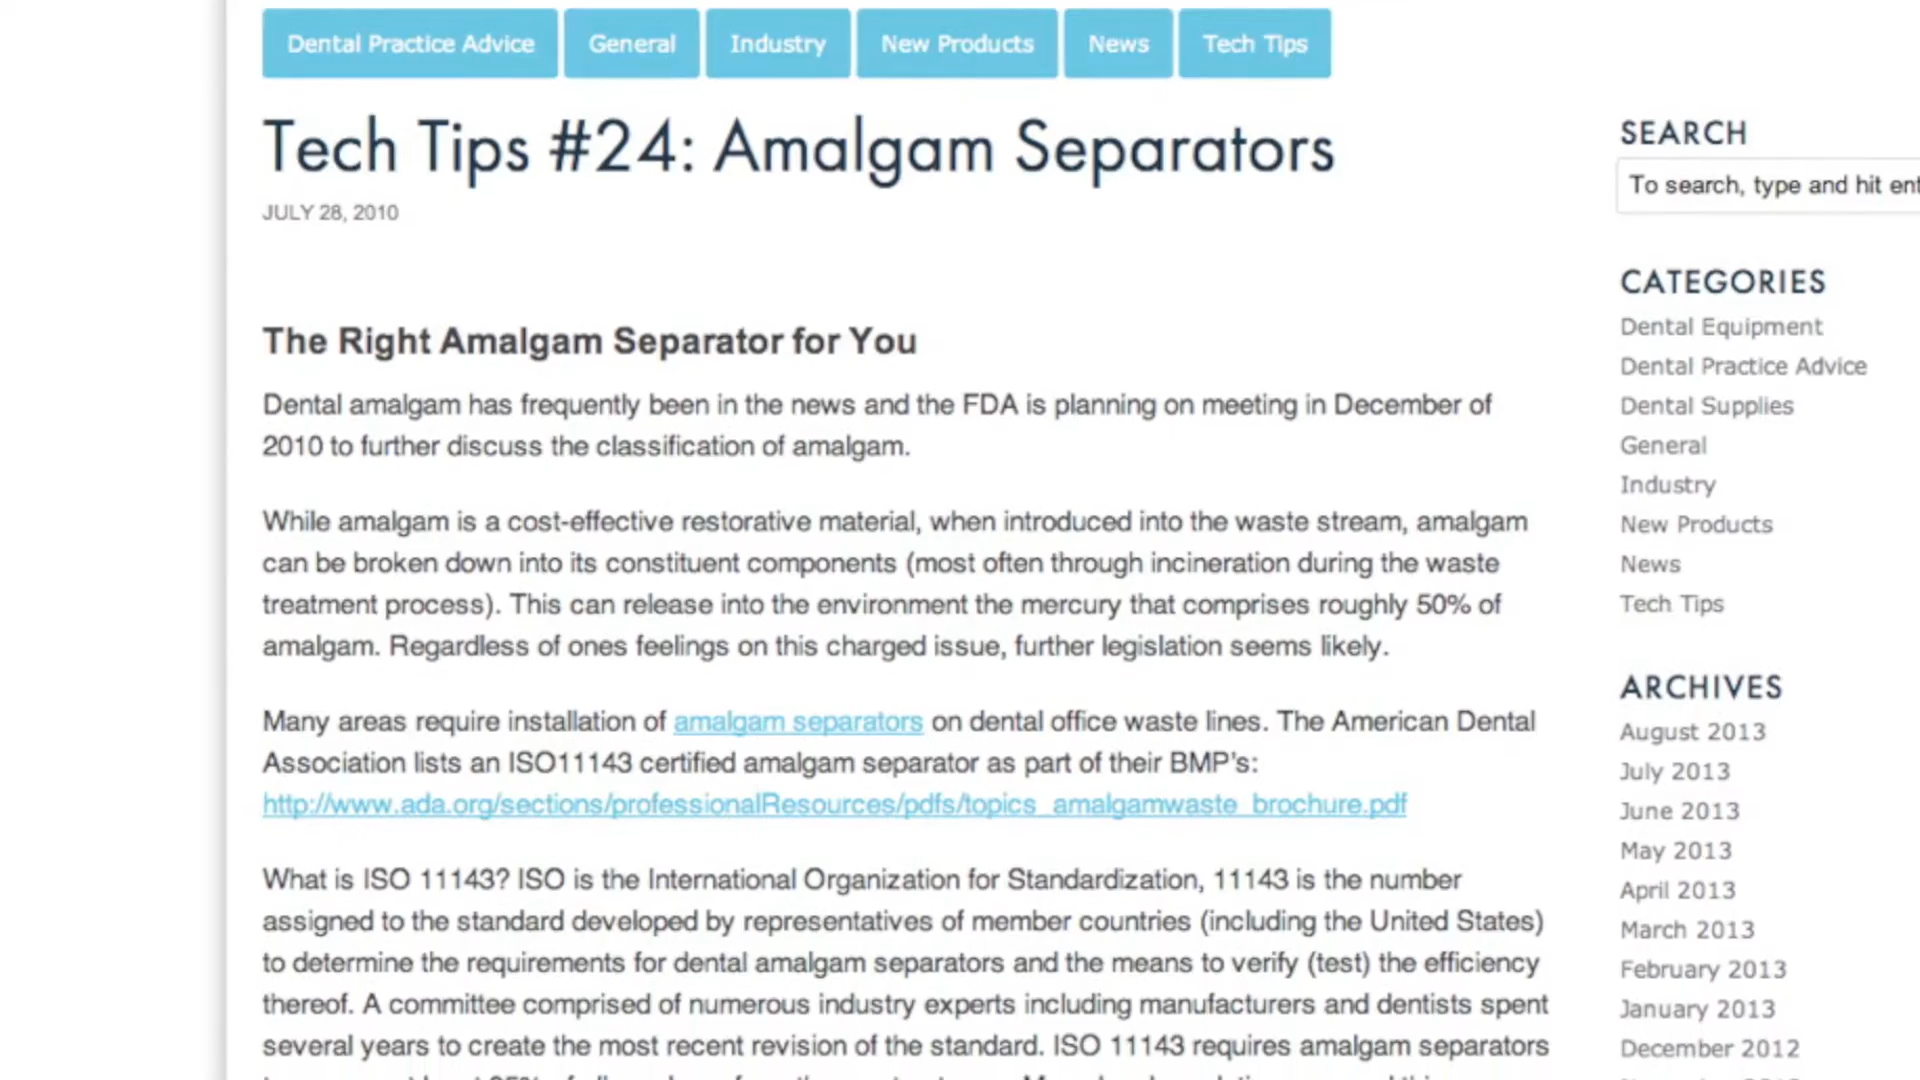 Dental Practice Advice General Industry New Products News Tech Tips
Tech Tips #24: Amalgam Separators
JULY 28, 2010
The Right Amalgam Separator for You
Dental amalgam has frequently been in the news and the FDA is planning on meeting in December of
2010 to further discuss the classification of amalgam.
While amalgam is a cost-effective restorative material, when introduced into the waste stream, amalgam
can be broken down into its constituent components (most often through incineration during the waste
treatment process). This can release into the environment the mercury that comprises roughly 50% of
amalgam. Regardless of ones feelings on this charged issue, further legislation seems likely.
Many areas require installation of amalgam separators on dental office waste lines. The American Dental
Association lists an ISO11143 certified amalgam separator as part of their BMP's:
http://www.ada.org/sections/professionalResources/pdfs/topics_amalgamwaste_brochure.pdf
What is ISO 11143? ISO is the International Organization for Standardization, 11143 is the number
assigned to the standard developed by representatives of member countries (including the United States)
to determine the requirements for dental amalgam separators and the means to verify (test) the efficiency
thereof. A committee comprised of numerous industry experts including manufacturers and dentists spent
several years to create the most recent revision of the standard. ISO 11143 requires amalgam separators
SEARCH
To search, type and hit ent
CATEGORIES
Dental Equipment
Dental Practice Advice
Dental Supplies
General
Industry
New Products
News
Tech Tips
ARCHIVES
August 2013
July 2013
June 2013
May 2013
April 2013
March 2013
February 2013
January 2013
December 2012